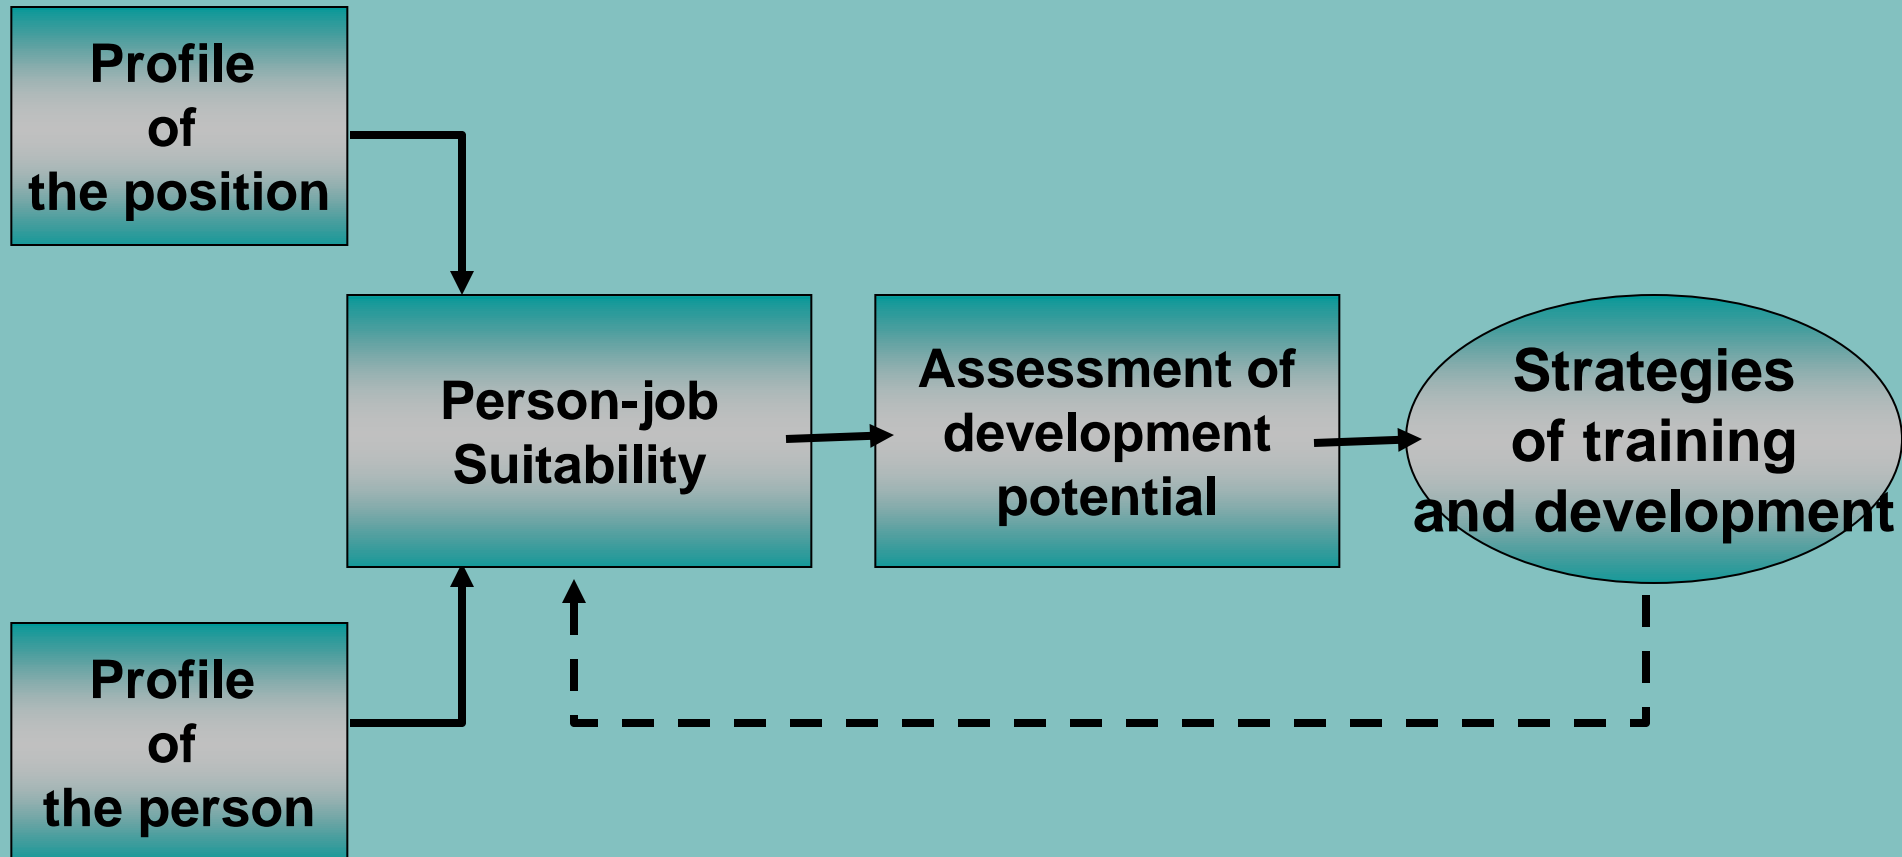 Profile
of
the position
Person-job
Suitability
Assessment of
development
potential
Strategies
of training
and development
Profile
of
the person